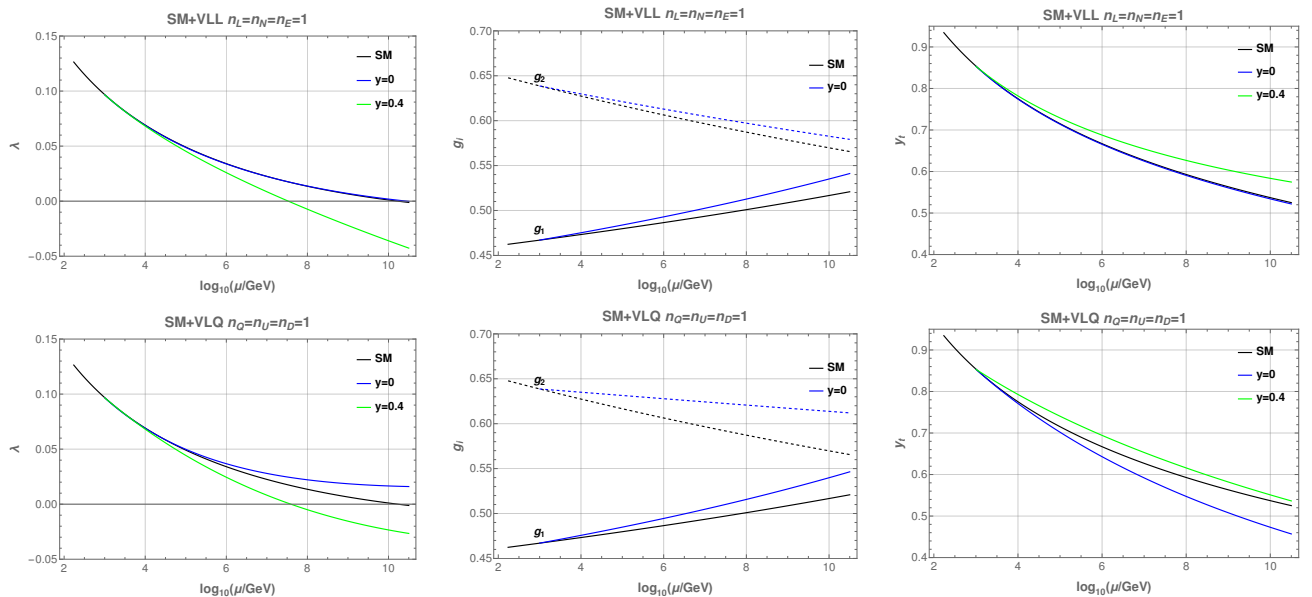 SM+VLL n_L=n_N=n_E=1
0.15
0.10
0.05
0.00
−0.05
λ
SM
y=0
y=0.4
2
4
6
8
10
log10(μ/GeV)
SM+VLL n_L=n_N=n_E=1
0.70
0.65
0.60
0.55
0.50
0.45
g_i
g_2
g_1
SM
y=0
2
4
6
8
10
log10(μ/GeV)
SM+VLL n_L=n_N=n_E=1
0.9
0.8
0.7
0.6
0.5
0.4
y_t
SM
y=0
y=0.4
2
4
6
8
10
log10(μ/GeV)
SM+VLQ n_Q=n_U=n_D=1
0.15
0.10
0.05
0.00
−0.05
λ
SM
y=0
y=0.4
2
4
6
8
10
log10(μ/GeV)
SM+VLQ n_Q=n_U=n_D=1
0.70
0.65
0.60
0.55
0.50
0.45
g_i
g_2
g_1
SM
y=0
2
4
6
8
10
log10(μ/GeV)
SM+VLQ n_Q=n_U=n_D=1
0.9
0.8
0.7
0.6
0.5
0.4
y_t
SM
y=0
y=0.4
2
4
6
8
10
log10(μ/GeV)